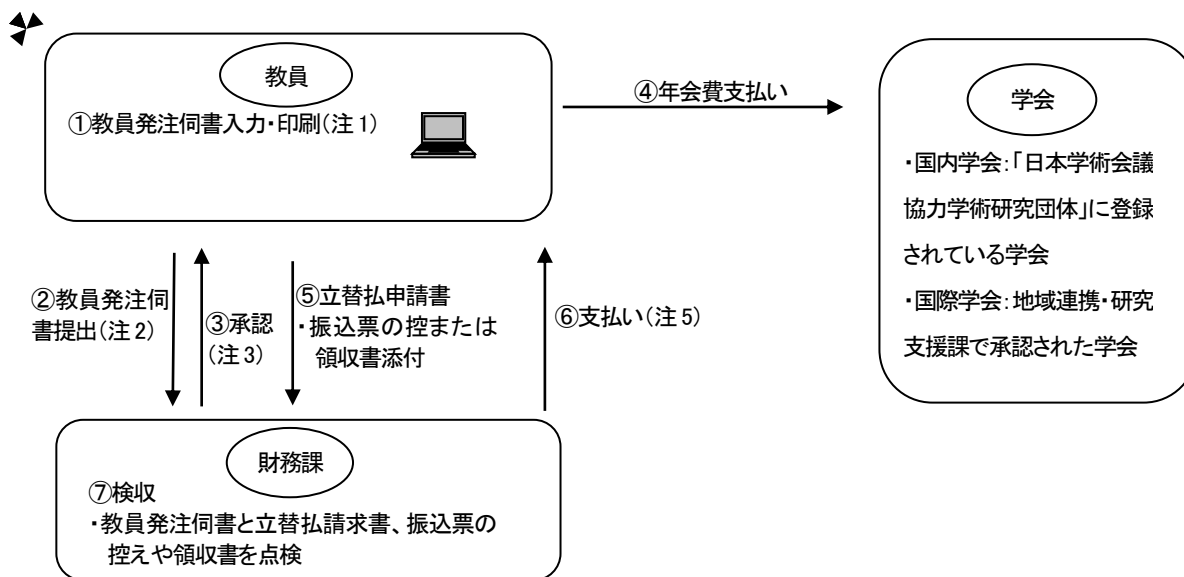 教員
①教員発注伺書入力・印刷(注1)
④年会費支払い
学会
・国内学会:「日本学術会議
協力学術研究団体」に登録
されている学会
・国際学会:地域連携・研究
支援課で承認された学会
②教員発注伺
書提出(注2)
③承認
(注3)
⑤立替払申請書
・振込票の控または
領収書添付
⑥支払い(注5)
財務課
⑦検収
・教員発注伺書と立替払請求書、振込票の
控えや領収書を点検